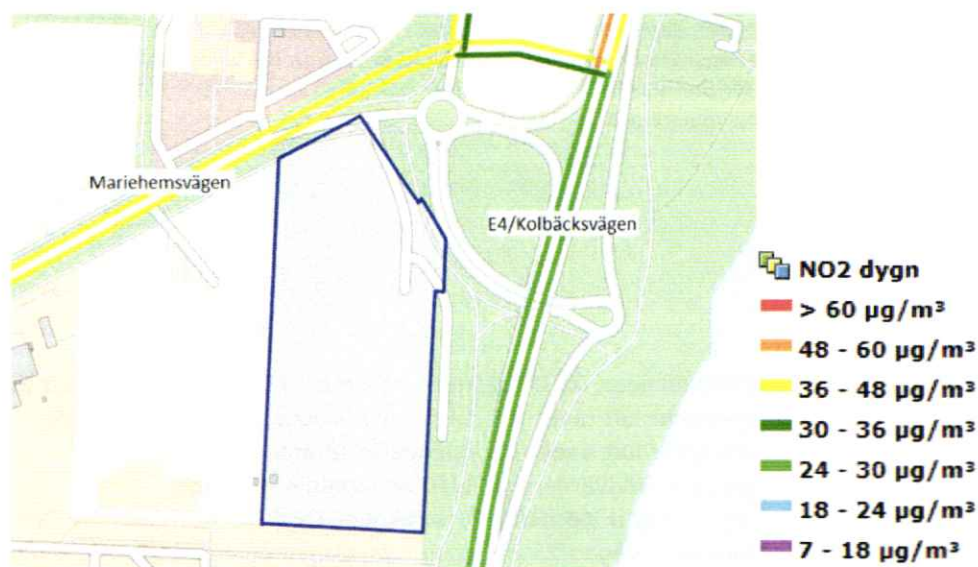 Mariehemsvägen
E4/Kolbäcksvägen
NO2 dygn
> 60 µg/m³
48 - 60 µg/m³
36 - 48 µg/m³
30 - 36 µg/m³
24 - 30 µg/m³
18 - 24 µg/m³
7 - 18 µg/m³